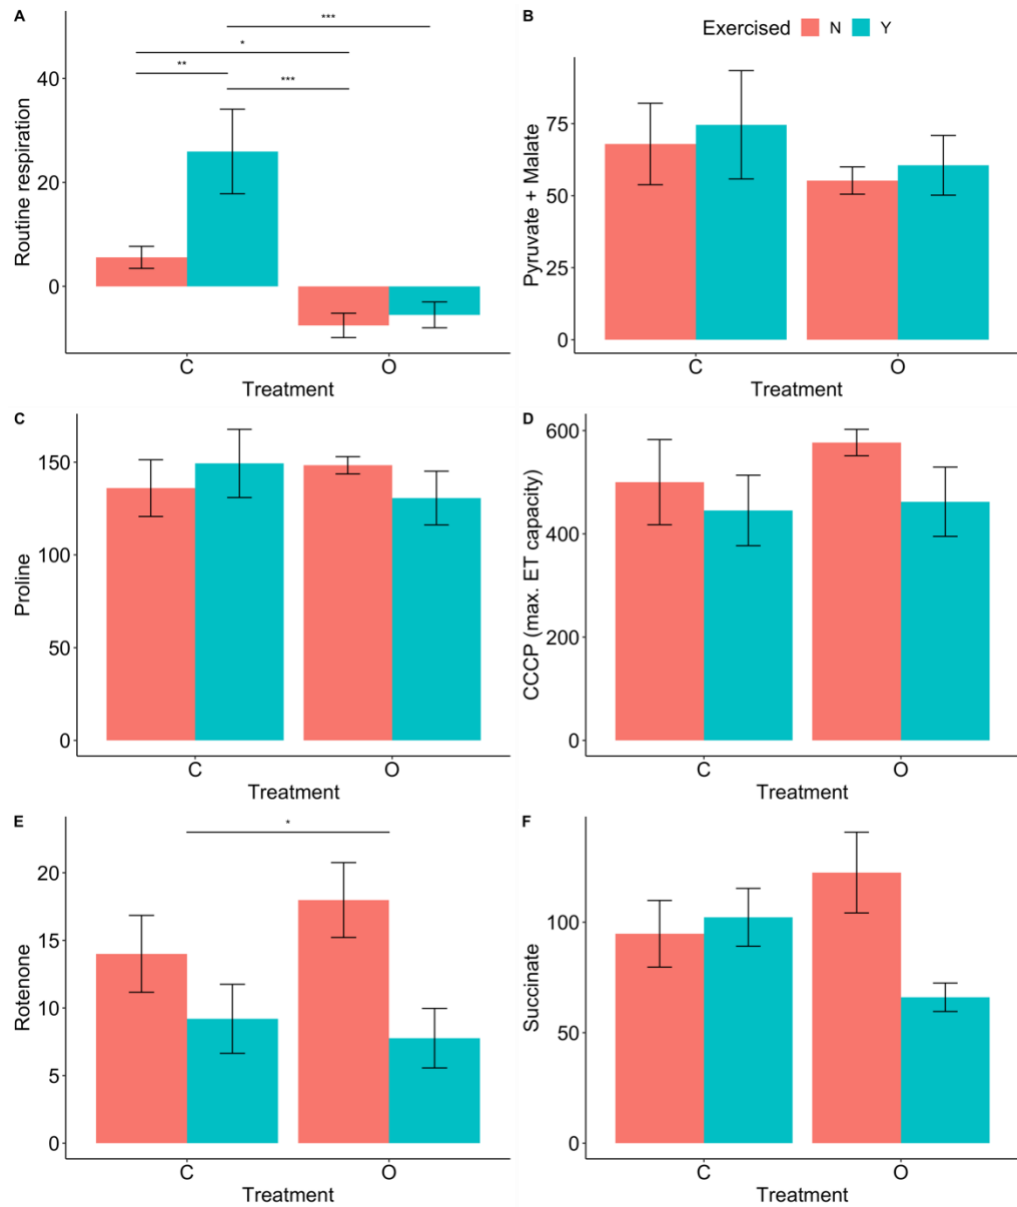 A
***
*
**
***
40
20
0
Routine respiration
C
O
Treatment
B
Exercised N Y
75
50
25
0
Pyruvate + Malate
C
O
Treatment
C
150
100
50
0
Proline
C
O
Treatment
D
600
400
200
0
CCCP (max. ET capacity)
C
O
Treatment
E
*
20
15
10
5
0
Rotenone
C
O
Treatment
F
100
50
0
Succinate
C
O
Treatment